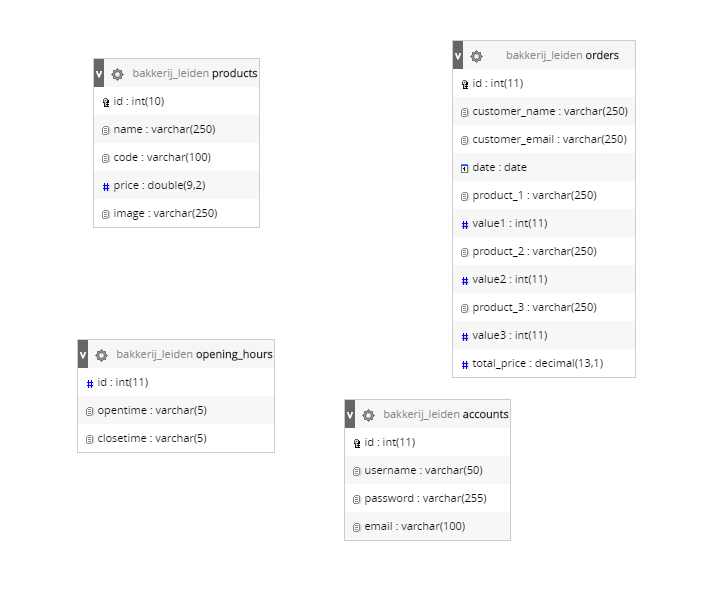 v bakkerij_leiden products
id : int(10)
name : varchar(250)
code : varchar(100)
# price : double(9,2)
image : varchar(250)
v bakkerij_leiden orders
id : int(11)
customer_name : varchar(250)
customer_email : varchar(250)
date : date
product_1 : varchar(250)
# value1 : int(11)
product_2 : varchar(250)
# value2 : int(11)
product_3 : varchar(250)
# value3 : int(11)
# total_price : decimal(13,1)
v bakkerij_leiden opening_hours
# id : int(11)
opentime : varchar(5)
closetime : varchar(5)
v bakkerij_leiden accounts
id : int(11)
username : varchar(50)
password : varchar(255)
email : varchar(100)